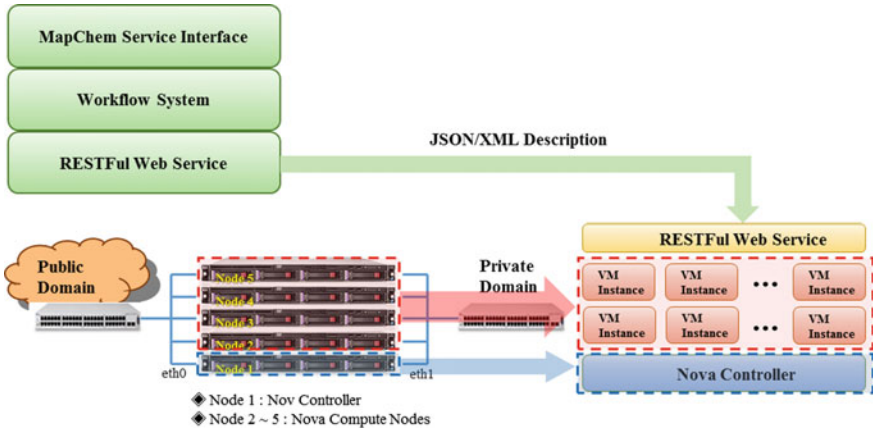 MapChem Service Interface
Workflow System
RESTFul Web Service
JSON/XML Description
RESTFul Web Service
Public
Domain
Node 5
Node 4
Node 3
Node 2
Node 1
eth0
eth1
Private
Domain
VM
Instance
VM
Instance
•••
VM
Instance
VM
Instance
VM
Instance
•••
VM
Instance
Nova Controller
◈ Node 1 : Nov Controller
◈ Node 2 ~ 5 : Nova Compute Nodes